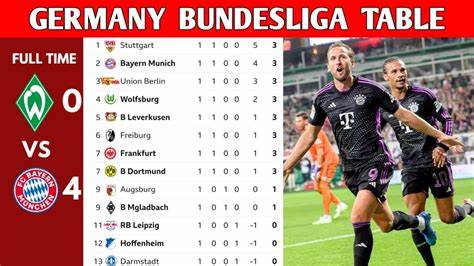 GERMANY BUNDESLIGA TABLE
FULL TIME
0
VS
FC BAYERN
MÜNCHEN
4
1 Stuttgart 1 1 0 0 5 3
2 Bayern Munich 1 1 0 0 4 3
3 Union Berlin 1 1 0 0 3 3
4 Wolfsburg 1 1 0 0 2 3
5 B Leverkusen 1 1 0 0 1 3
6 Freiburg 1 1 0 0 1 3
7 Frankfurt 1 1 0 0 1 3
7 B Dortmund 1 1 0 0 1 3
9 Augsburg 1 0 1 0 0 1
9 B Mgladbach 1 0 1 0 0 1
11 RB Leipzig 1 0 0 1 -1 0
12 Hoffenheim 1 0 0 1 -1 0
13 Darmstadt 1 0 0 1 -1 0
T
9
T
10